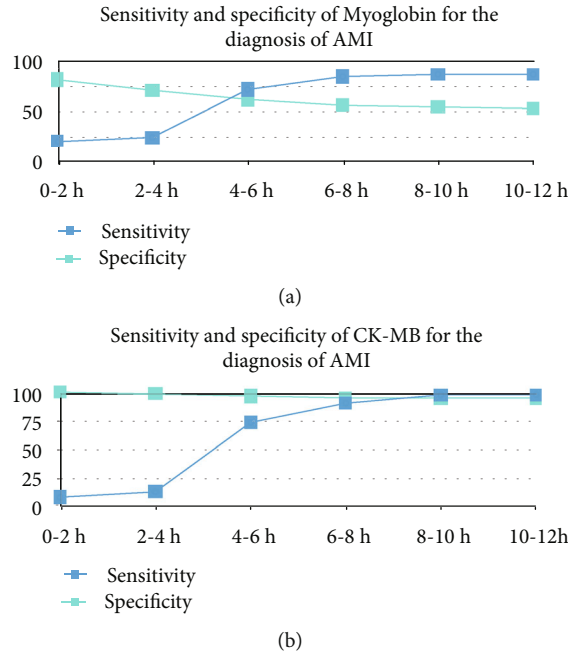 Sensitivity and specificity of Myoglobin for the
diagnosis of AMI
100
50
0
0-2 h 2-4 h 4-6 h 6-8 h 8-10 h 10-12 h
Sensitivity
Specificity
(a)
Sensitivity and specificity of CK-MB for the
diagnosis of AMI
100
75
50
25
0
0-2 h 2-4 h 4-6 h 6-8 h 8-10 h 10-12h
Sensitivity
Specificity
(b)